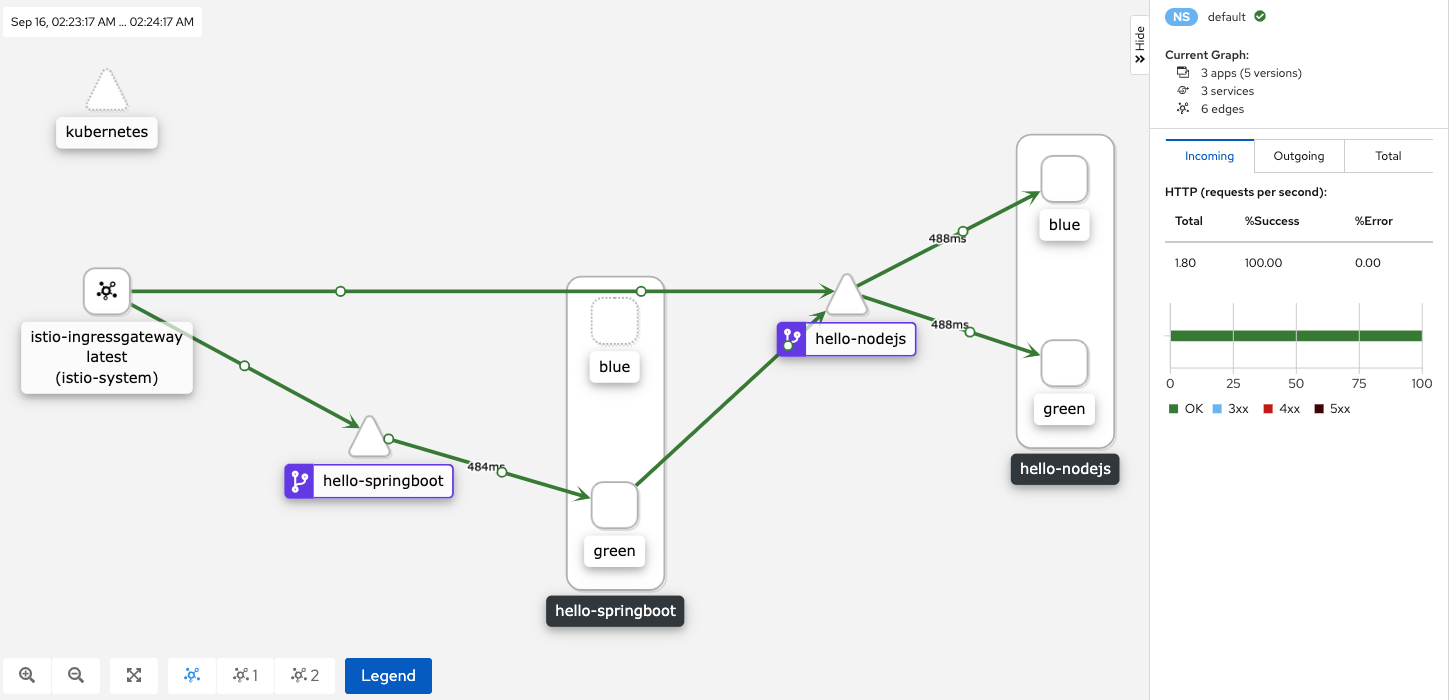 Sep 16, 02:23:17 AM ... 02:24:17 AM
kubernetes
istio-ingressgateway
latest
(istio-system)
hello-springboot
484ms
blue
green
hello-springboot
hello-nodejs
488ms
488ms
blue
green
hello-nodejs
1
2
Legend
Hide
NS default
Current Graph:
3 apps (5 versions)
3 services
6 edges
Incoming Outgoing Total
HTTP (requests per second):
Total %Success %Error
1.80 100.00 0.00
0 25 50 75 100
OK 3xx 4xx 5xx